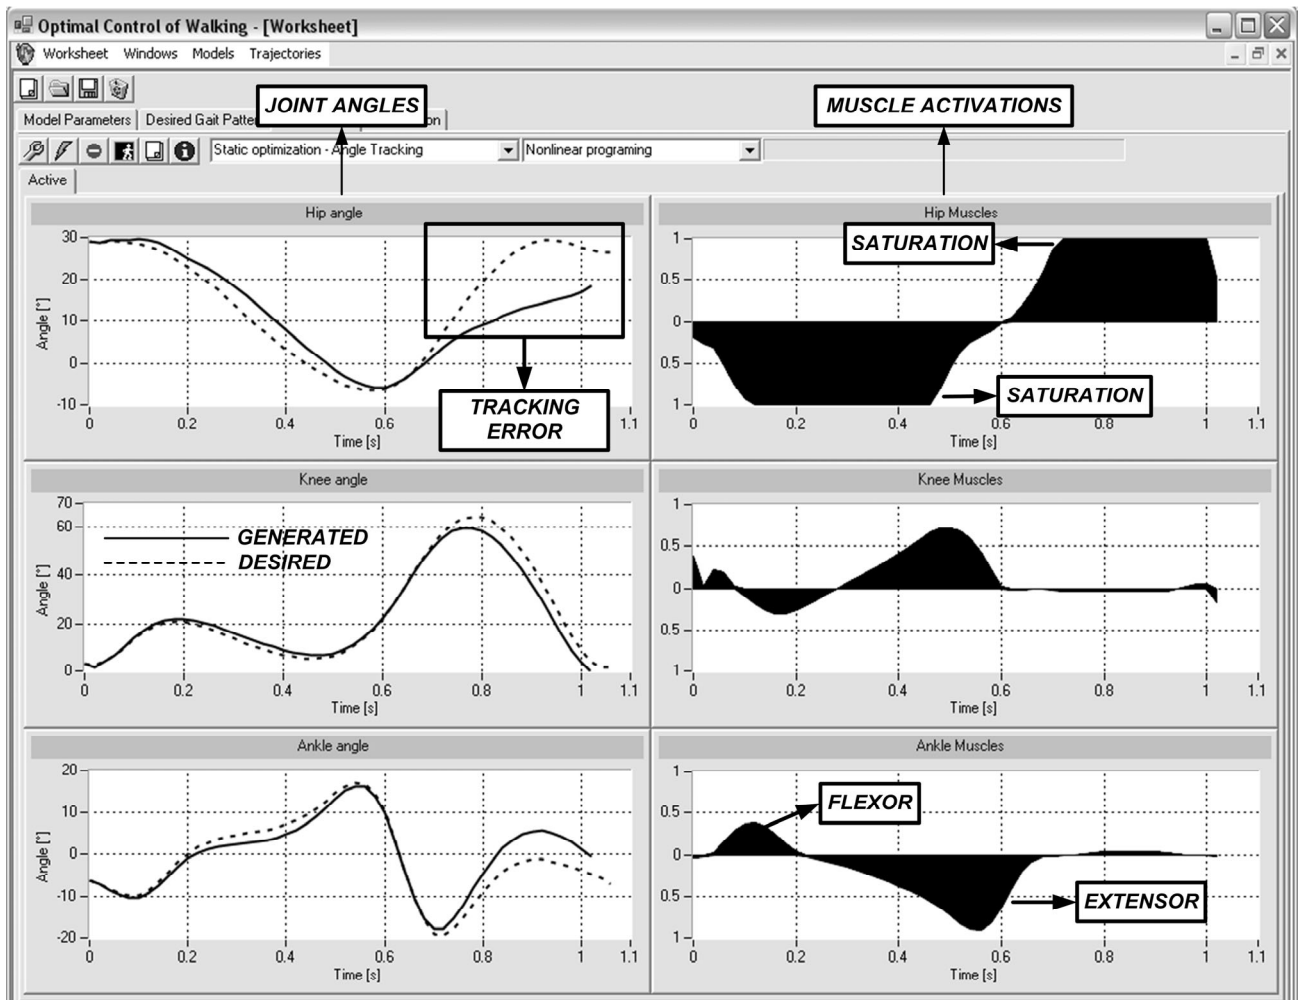 Optimal Control of Walking - [Worksheet]
Worksheet Windows Models Trajectories
JOINT ANGLES
MUSCLE ACTIVATIONS
Model Parameters Desired Gait Patter
Static optimization - Angle Tracking Nonlinear programing
Active
Hip angle
30
20
10
0
-10
Angle [°]
0 0.2 0.4 0.6 1.1
Time [s]
TRACKING
ERROR
Hip Muscles
1
0.5
0
0.5
1
SATURATION
SATURATION
0 0.2 0.4 0.6 0.8 1 1.1
Time [s]
Knee angle
70
60
40
20
0
Angle [°]
GENERATED
DESIRED
0 0.2 0.4 0.6 0.8 1 1.1
Time [s]
Knee Muscles
1
0.5
0
0.5
1
0 0.2 0.4 0.6 0.8 1 1.1
Time [s]
Ankle angle
20
10
0
-10
-20
Angle [°]
0 0.2 0.4 0.6 0.8 1 1.1
Time [s]
Ankle Muscles
1
0.5
0
0.5
1
FLEXOR
EXTENSOR
0 0.2 0.4 0.6 0.8 1 1.1
Time [s]